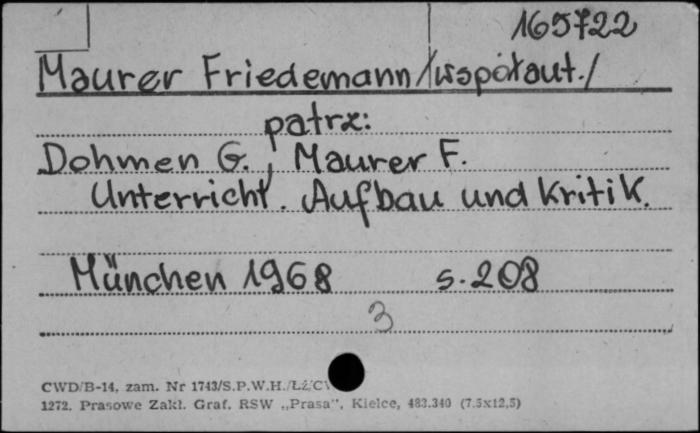 165722
Maurer Friedemann /współaut./
patrz:
Dohmen G., Maurer F.
Unterricht. Aufbau und Kritik.
München 1968 s. 208
3
CWD/B-14, zam. Nr 1743/S.P.W.H./Łż/C
1272. Prasowe Zakł. Graf. RSW „Prasa", Kielce, 483.340 (7.5x12,5)